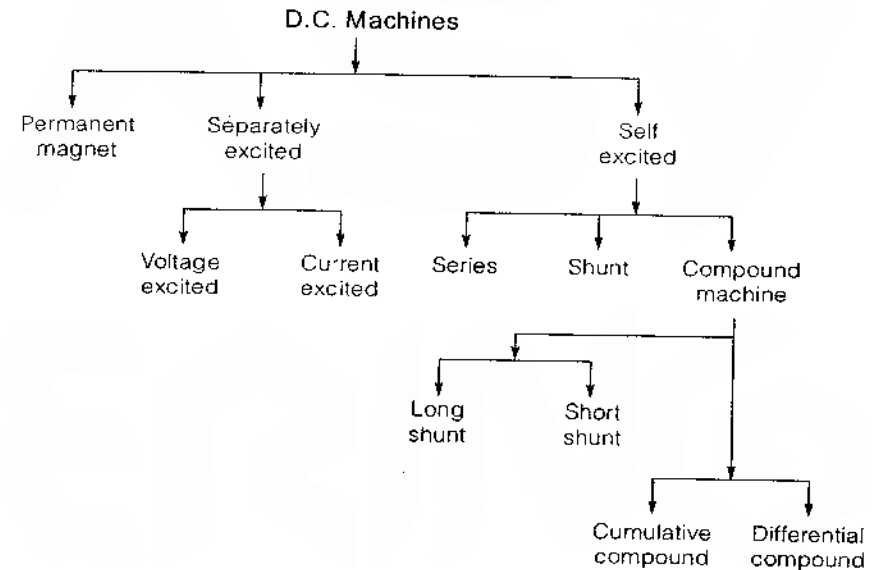 D.C. Machines
Permanent
magnet
Separately
excited
Self
excited
Voltage
excited
Current
excited
Series
Shunt
Compound
machine
Long
shunt
Short
shunt
Cumulative
compound
Differential
compound